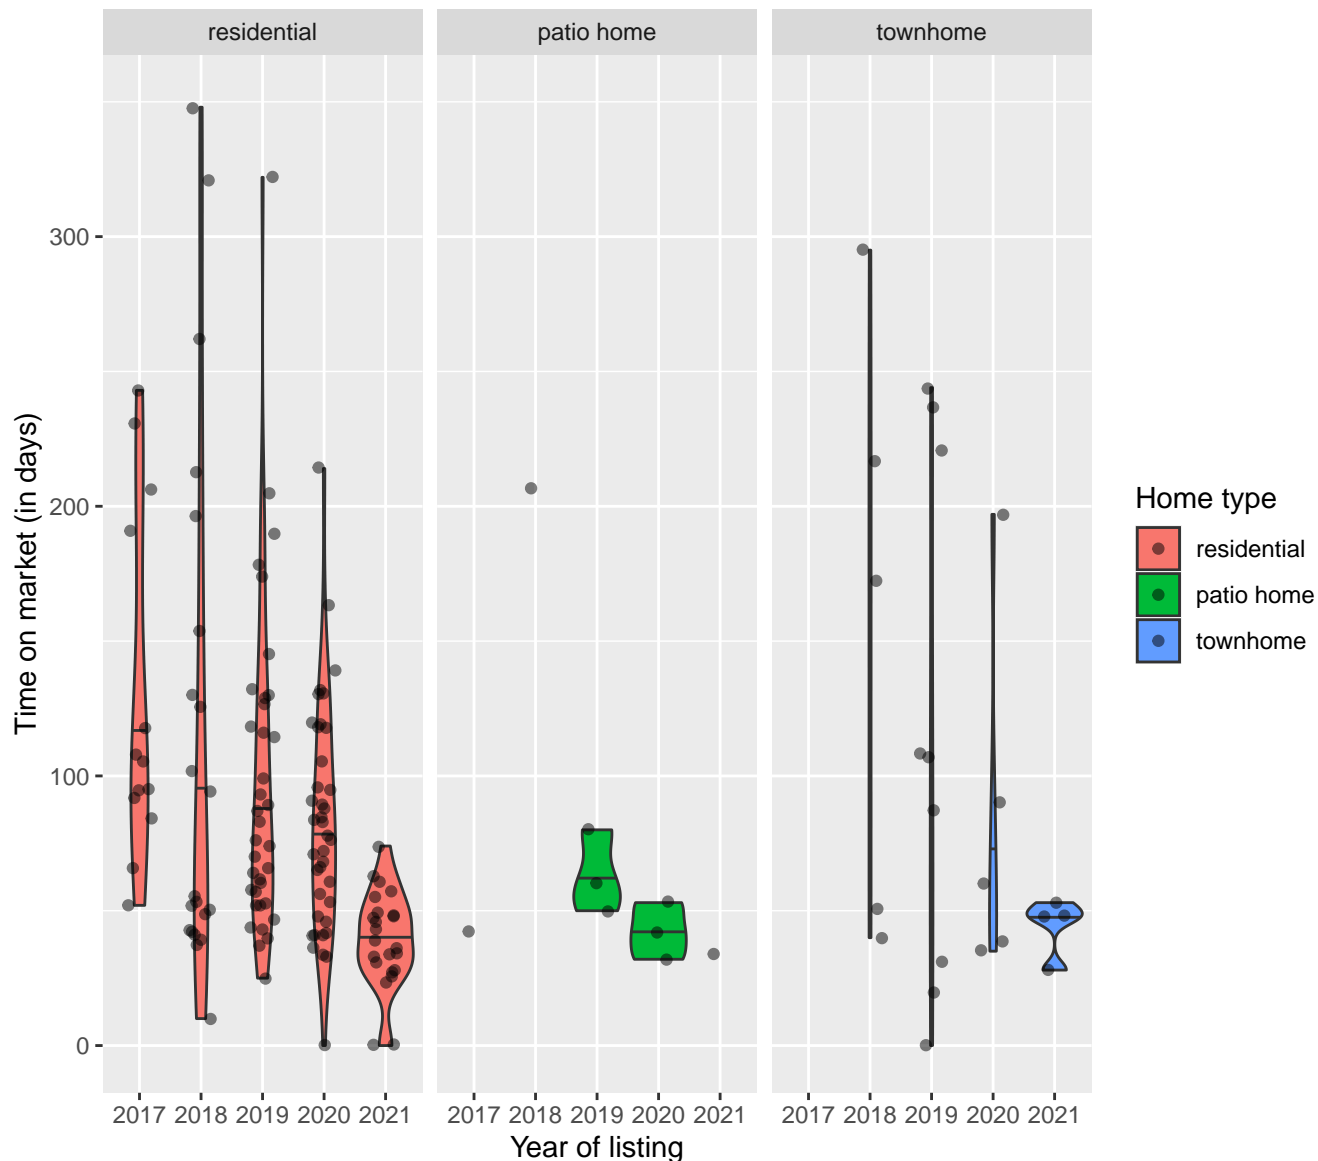 residential patio home townhome
Time on market (in days)
300
200
100
0
2017 2018 2019 2020 2021 2017 2018 2019 2020 2021 2017 2018 2019 2020 2021
Year of listing
Home type
residential
patio home
townhome